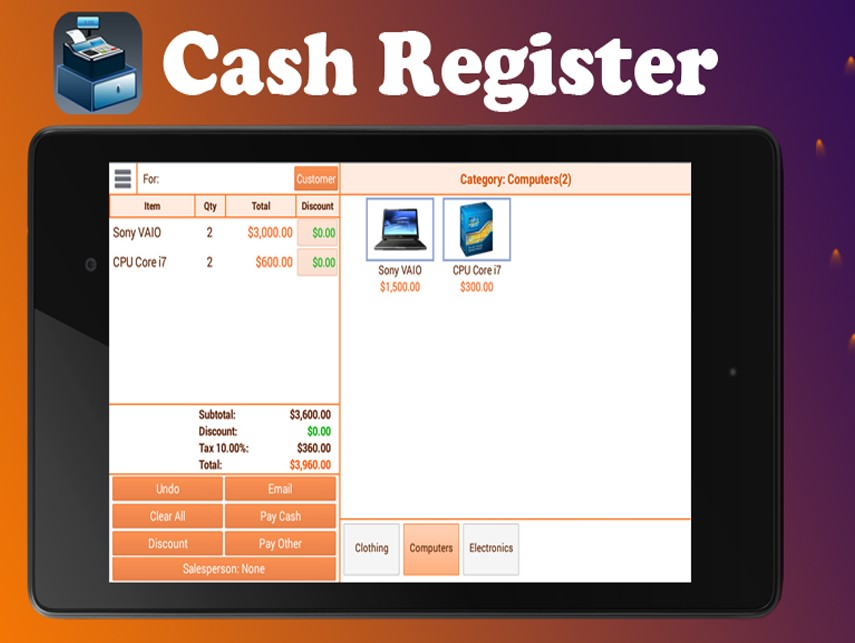 Cash Register
For:
Customer
Category: Computers(2)
Item Qty Total Discount
Sony VAIO 2 $3,000.00 $0.00
CPU Core i7 2 $600.00 $0.00
Sony VAIO CPU Core i7
$1,500.00 $300.00
Subtotal: $3,600.00
Discount: $0.00
Tax 10.00%: $360.00
Total: $3,960.00
Undo Email
Clear All Pay Cash
Discount Pay Other
Salesperson: None
Clothing Computers Electronics